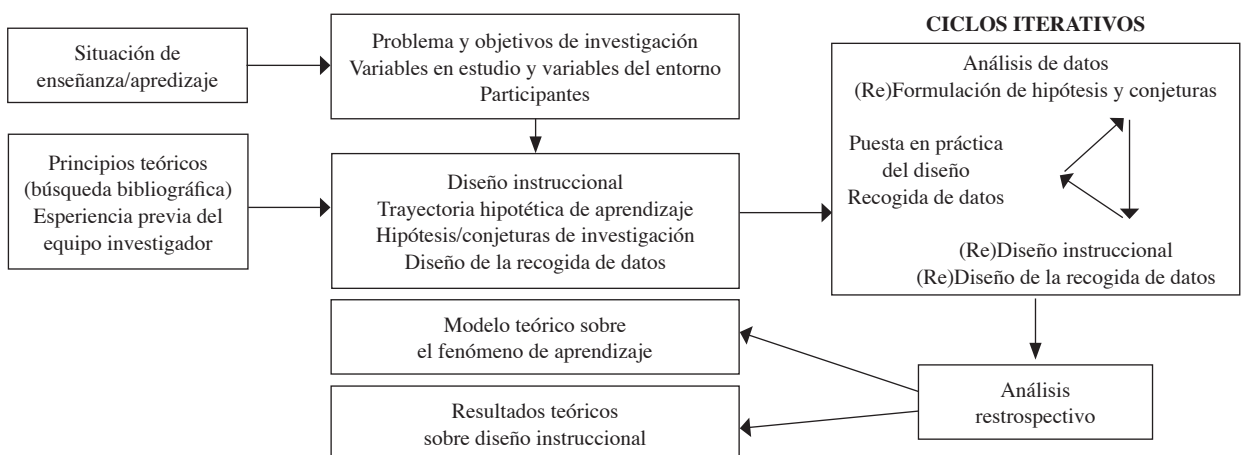 Situación de
enseñanza/apredizaje
Problema y objetivos de investigación
Variables en estudio y variables del entorno
Participantes
Principios teóricos
(búsqueda bibliográfica)
Esperiencia previa del
equipo investigador
Diseño instruccional
Trayectoria hipotética de aprendizaje
Hipótesis/conjeturas de investigación
Diseño de la recogida de datos
CICLOS ITERATIVOS
Análisis de datos
(Re)Formulación de hipótesis y conjeturas
Puesta en práctica
del diseño
Recogida de datos
(Re)Diseño instruccional
(Re)Diseño de la recogida de datos
Modelo teórico sobre
el fenómeno de aprendizaje
Resultados teóricos
sobre diseño instruccional
Análisis
restrospectivo